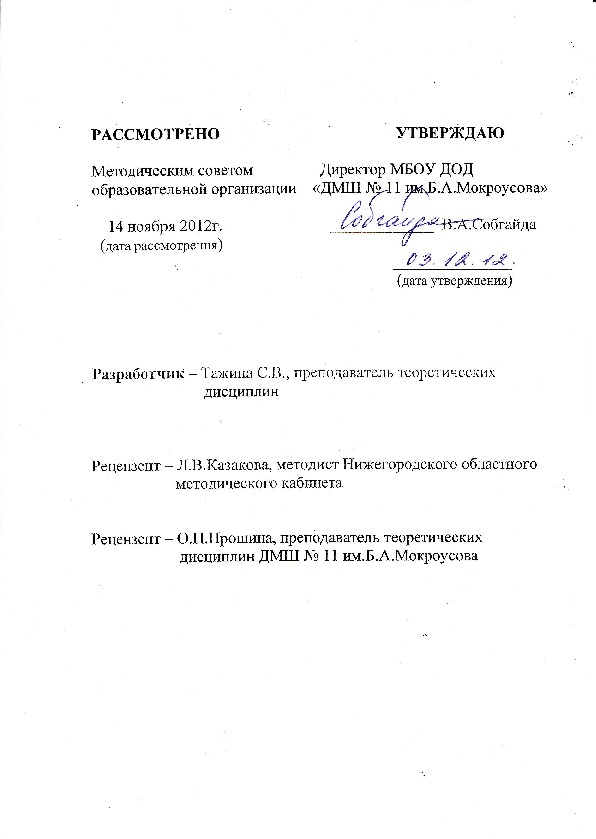 РАССМОТРЕНО
УТВЕРЖДАЮ
Методическим советом
образовательной организации
Директор МБОУ ДОД
«ДМШ № 11 им.Б.А.Мокроусова»
14 ноября 2012г.
(дата рассмотрения)
Собгайда В.А.Собгайда
03.12.12.
(дата утверждения)
Разработчик – Тажина С.В., преподаватель теоретических
дисциплин
Рецензент – Л.В.Казакова, методист Нижегородского областного
методического кабинета
Рецензент – О.П.Прошина, преподаватель теоретических
дисциплин ДМШ № 11 им.Б.А.Мокроусова